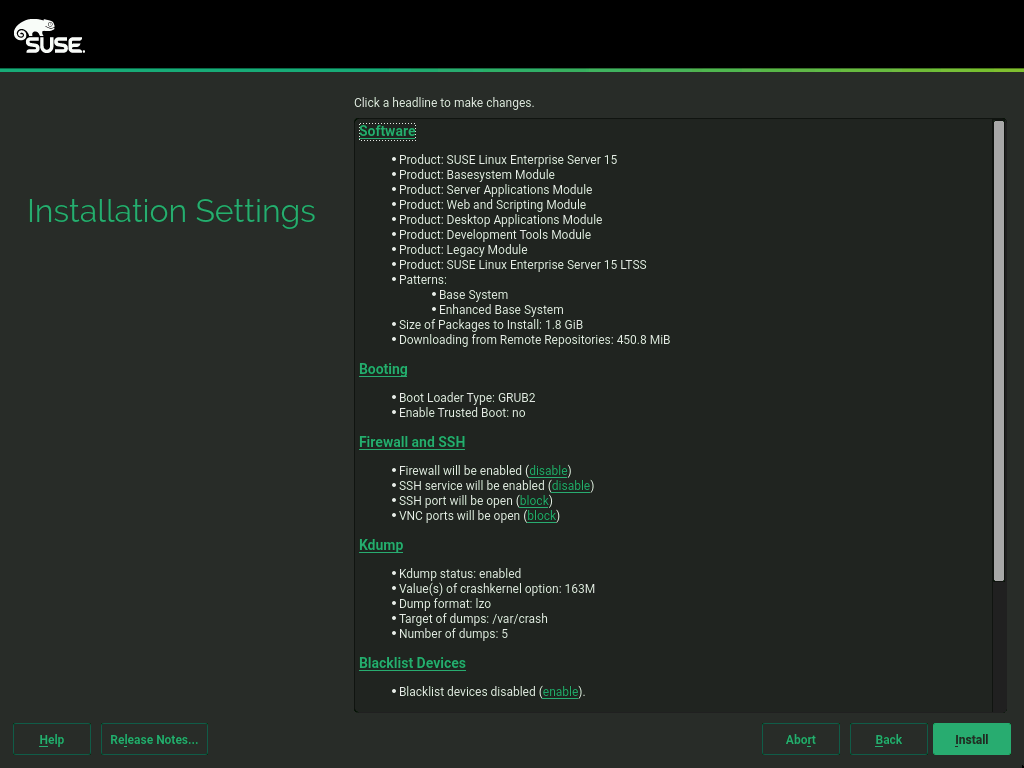 SUSE.
Click a headline to make changes.
Installation Settings
Software
• Product: SUSE Linux Enterprise Server 15
• Product: Basesystem Module
• Product: Server Applications Module
• Product: Web and Scripting Module
• Product: Desktop Applications Module
• Product: Development Tools Module
• Product: Legacy Module
• Product: SUSE Linux Enterprise Server 15 LTSS
• Patterns:
• Base System
• Enhanced Base System
• Size of Packages to Install: 1.8 GiB
• Downloading from Remote Repositories: 450.8 MiB
Booting
• Boot Loader Type: GRUB2
• Enable Trusted Boot: no
Firewall and SSH
• Firewall will be enabled (disable)
• SSH service will be enabled (disable)
• SSH port will be open (block)
• VNC ports will be open (block)
Kdump
• Kdump status: enabled
• Value(s) of crashkernel option: 163M
• Dump format: lzo
• Target of dumps: /var/crash
• Number of dumps: 5
Blacklist Devices
• Blacklist devices disabled (enable).
Help
Release Notes...
Abort
Back
Install